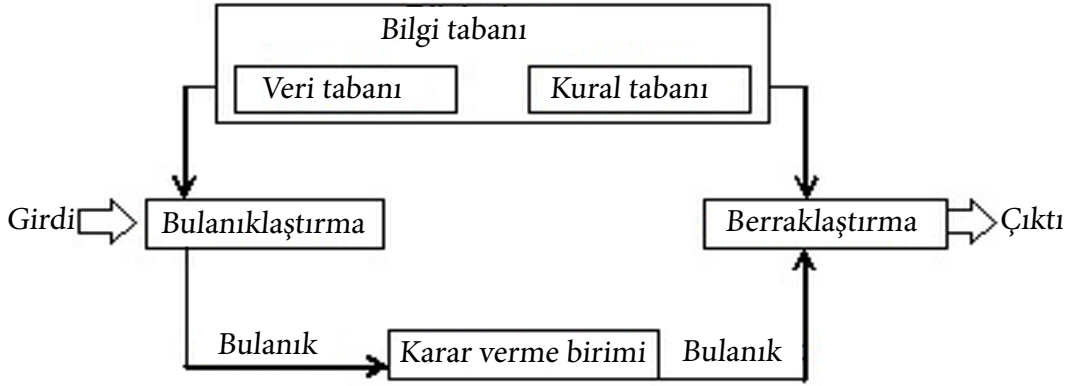 Bilgi tabanı
Veri tabanı Kural tabanı
Girdi Bulanıklaştırma Berraklaştırma Çıktı
Bulanık Karar verme birimi Bulanık